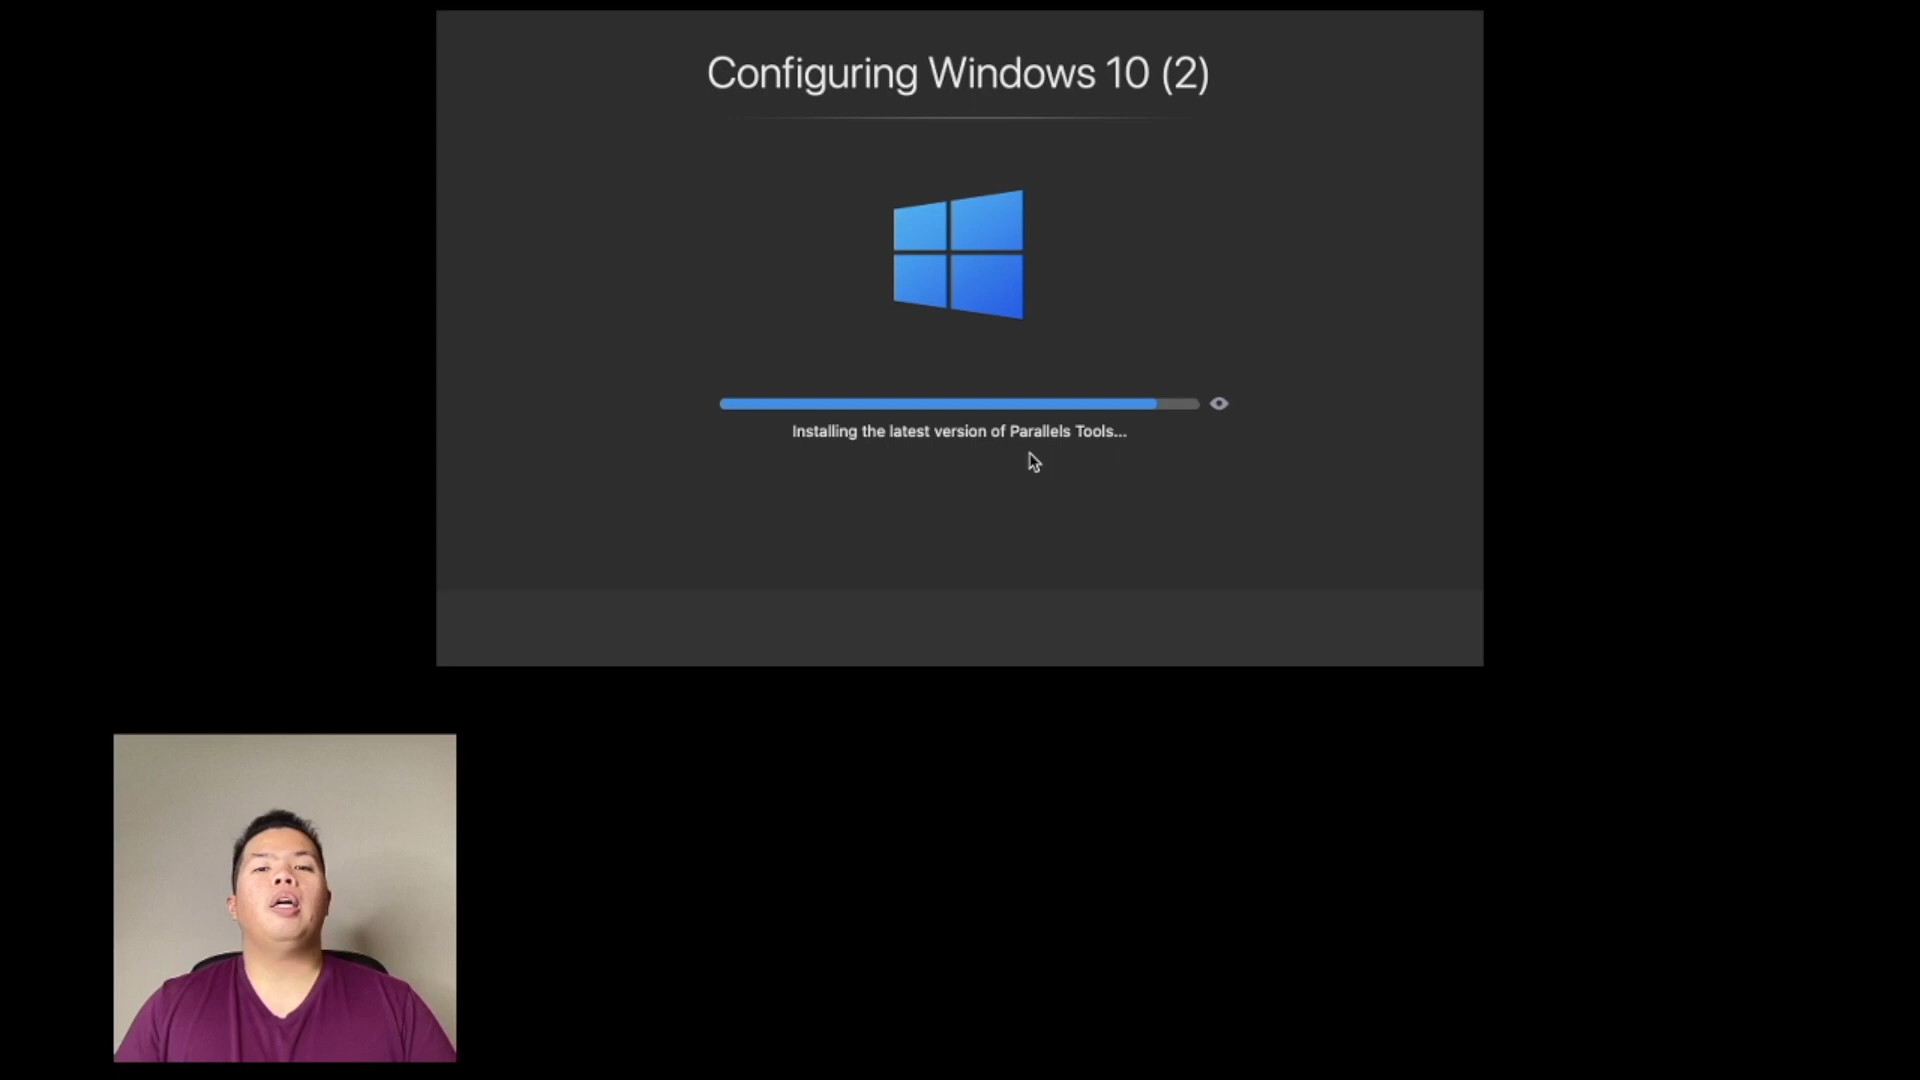 Configuring Windows 10 (2)
Installing the latest version of Parallels Tools...